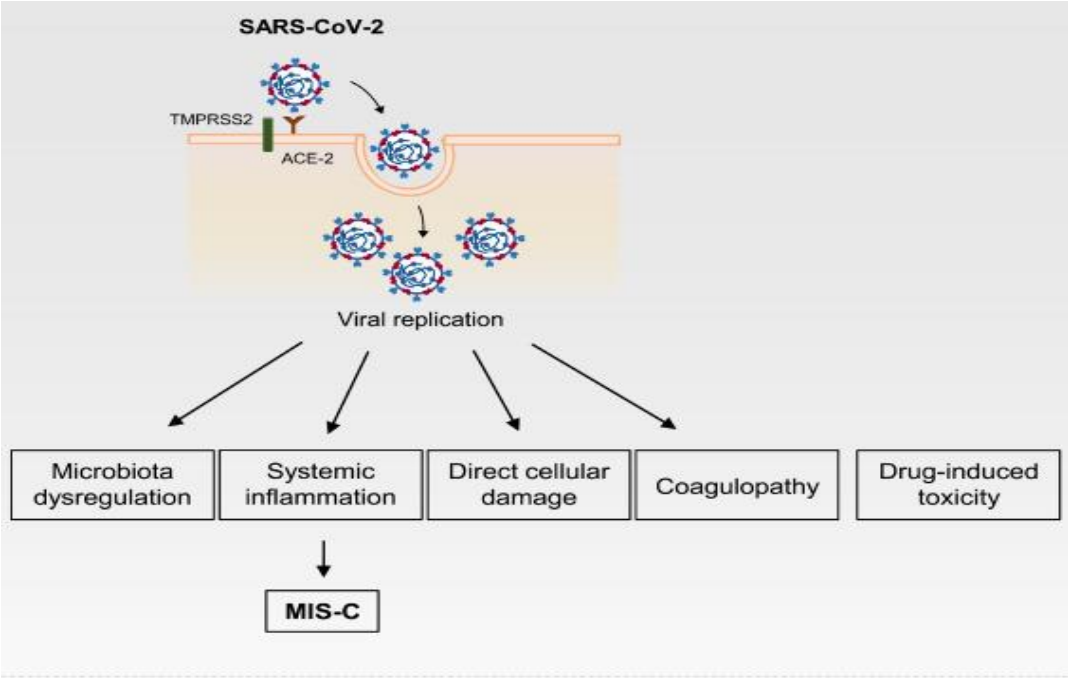 SARS-CoV-2
TMPRSS2
ACE-2
Viral replication
Microbiota
dysregulation
Systemic
inflammation
Direct cellular
damage
Coagulopathy
Drug-induced
toxicity
MIS-C